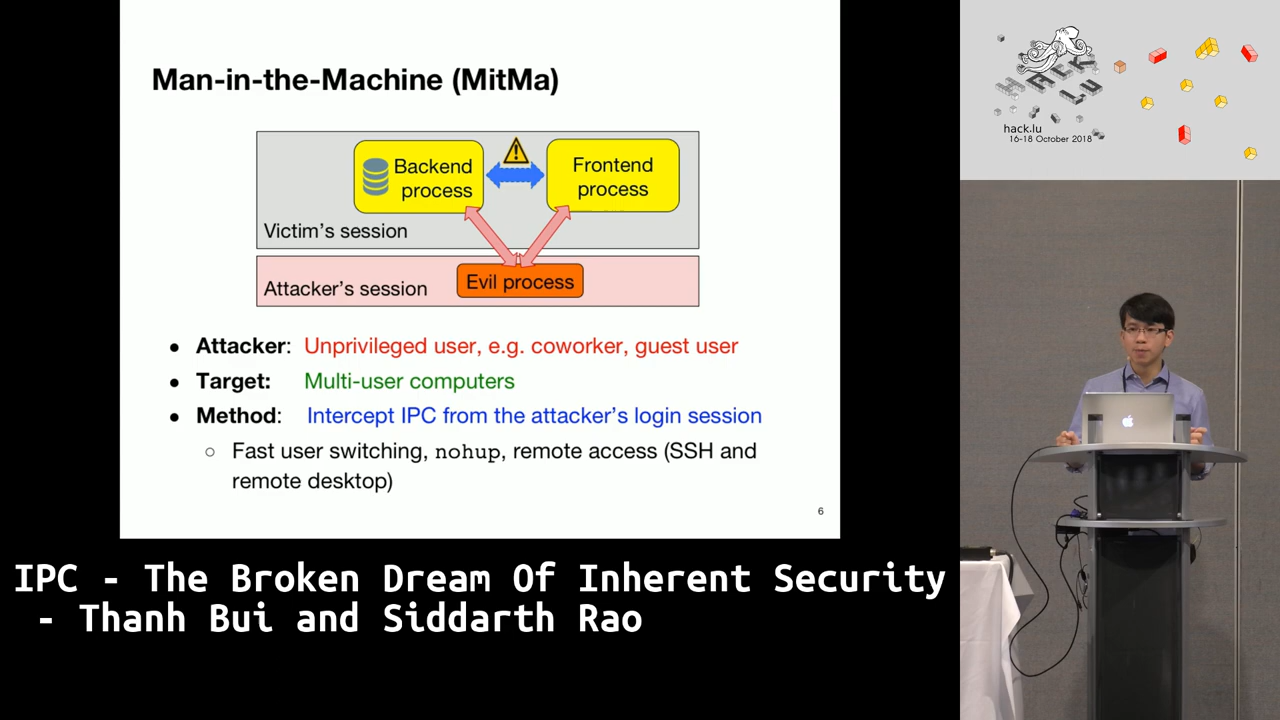 Man-in-the-Machine (MitMa)
Backend
process
Frontend
process
Victim's session
Evil process
Attacker's session
● Attacker: Unprivileged user, e.g. coworker, guest user
● Target: Multi-user computers
● Method: Intercept IPC from the attacker's login session
○ Fast user switching, nohup, remote access (SSH and
remote desktop)
6
IPC - The Broken Dream Of Inherent Security
- Thanh Bui and Siddarth Rao
HACK
LU
hack.lu
16-18 October 2018